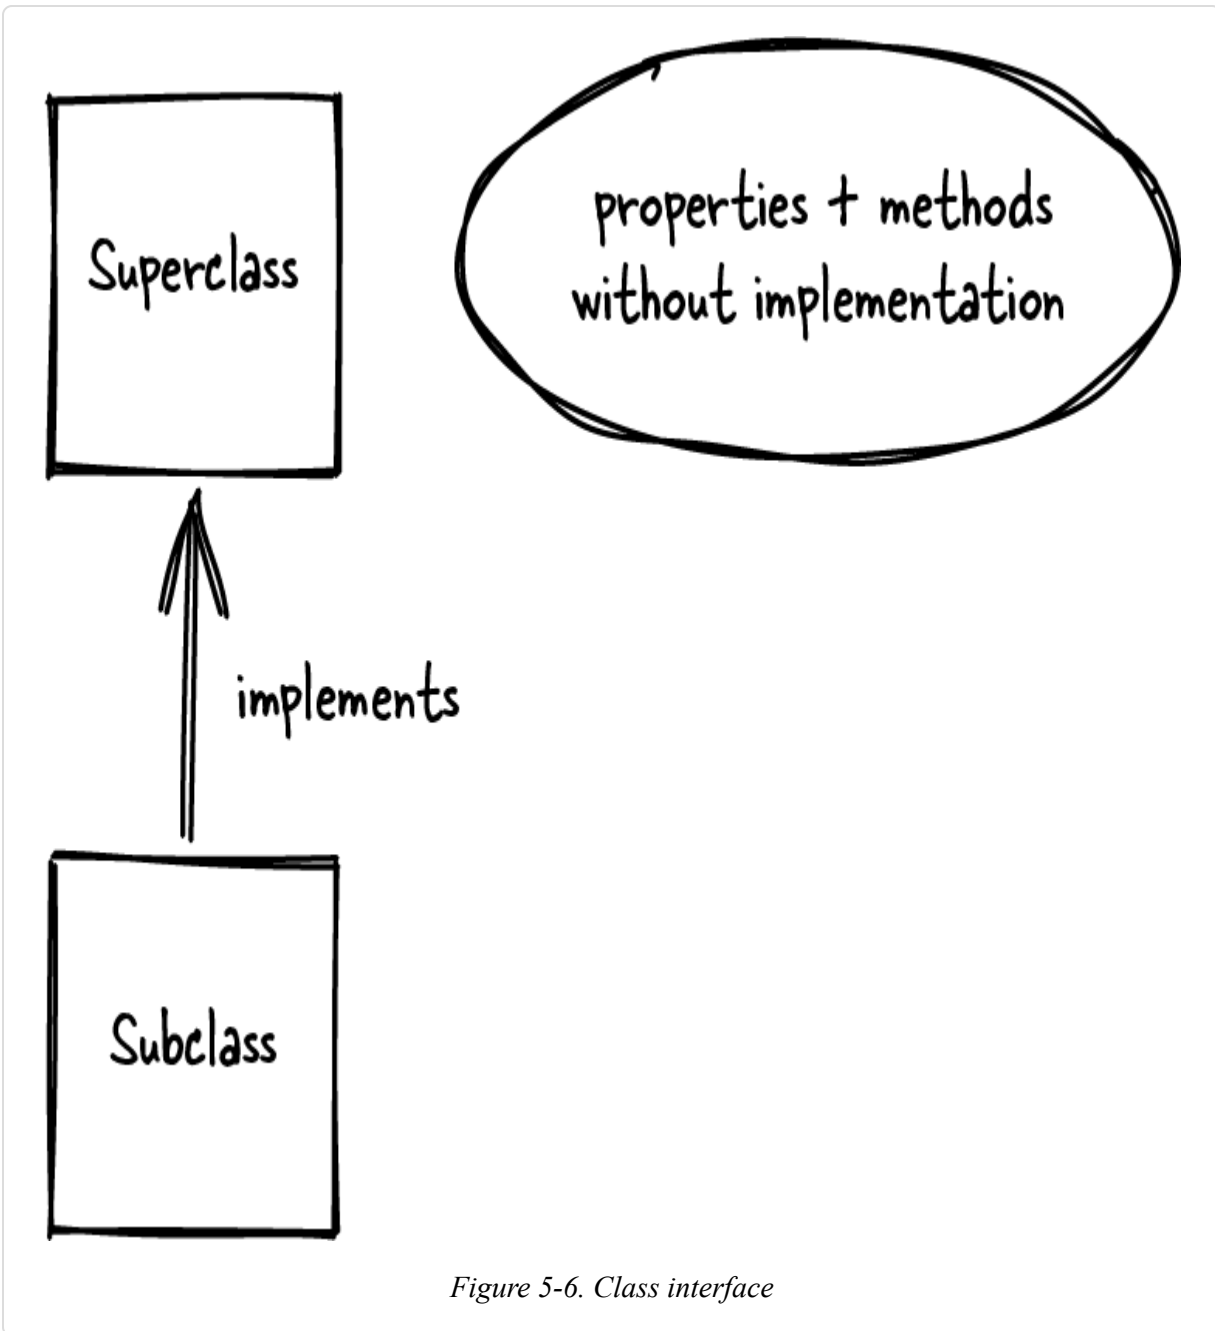 Superclass
properties + methods
without implementation
implements
Subclass
Figure 5-6. Class interface